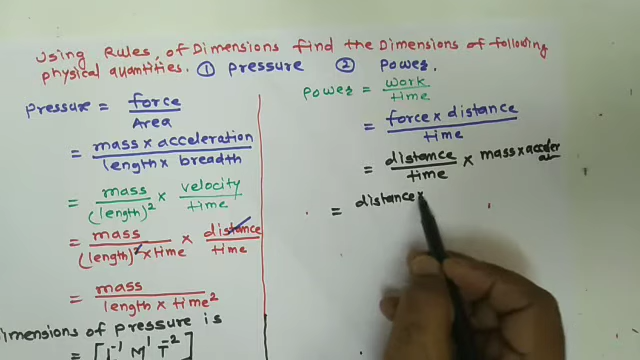 Using Rules of Dimensions find the Dimensions of following
physical quantities. ① Pressure ② Power.
Pressure = force / Area
= mass × acceleration / length × breadth
= mass / (length)² × velocity / time
= mass / (length)² × time × distance / time
= mass / length × time²
Dimensions of pressure is
= [L⁻¹ M¹ T⁻²]
Power = work / time
= force × distance / time
= distance / time × mass × acceler
= distance ×